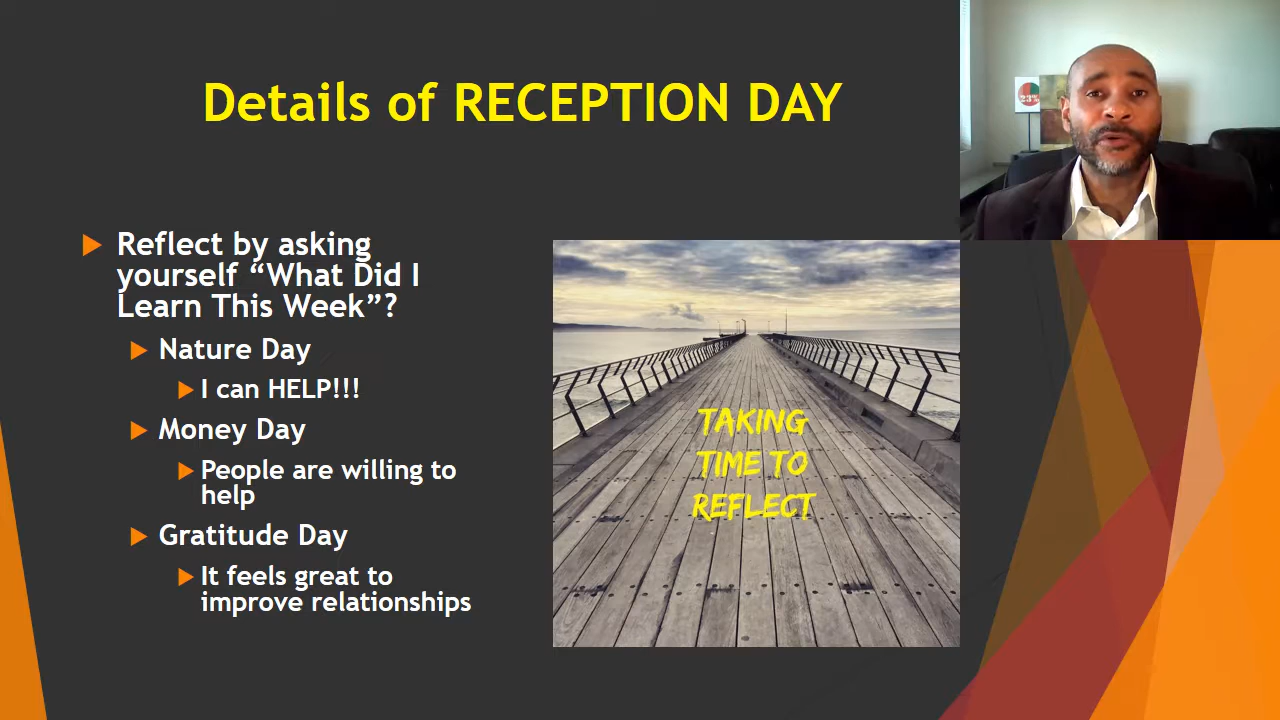 Details of RECEPTION DAY
Reflect by asking
yourself “What Did I
Learn This Week”?
Nature Day
I can HELP!!!
Money Day
People are willing to
help
Gratitude Day
It feels great to
improve relationships
TAKING
TIME TO
REFLECT